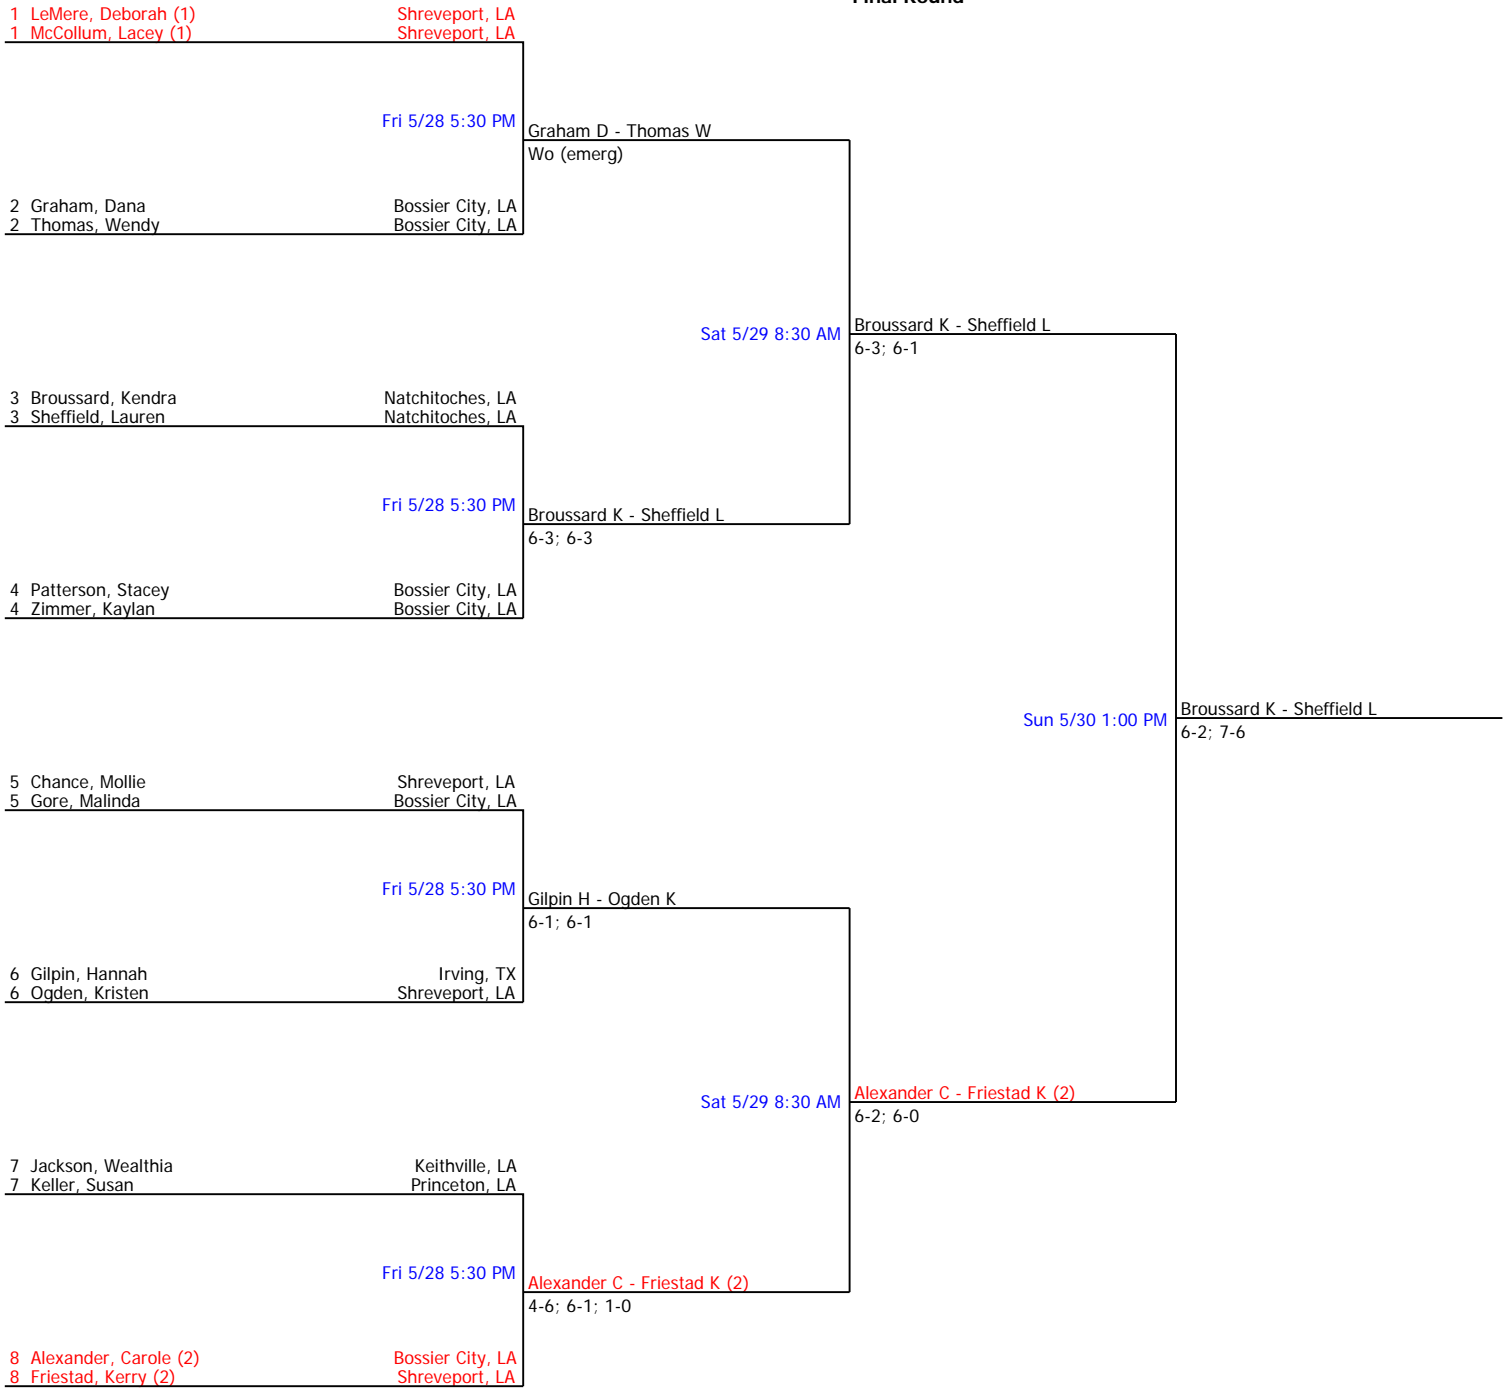 Final Round
1 LeMere, Deborah (1) Shreveport, LA
1 McCollum, Lacey (1) Shreveport, LA
Fri 5/28 5:30 PM
Graham D - Thomas W
Wo (emerg)
2 Graham, Dana Bossier City, LA
2 Thomas, Wendy Bossier City, LA
Sat 5/29 8:30 AM
Broussard K - Sheffield L
6-3; 6-1
3 Broussard, Kendra Natchitoches, LA
3 Sheffield, Lauren Natchitoches, LA
Fri 5/28 5:30 PM
Broussard K - Sheffield L
6-3; 6-3
4 Patterson, Stacey Bossier City, LA
4 Zimmer, Kaylan Bossier City, LA
Sun 5/30 1:00 PM
Broussard K - Sheffield L
6-2; 7-6
5 Chance, Mollie Shreveport, LA
5 Gore, Malinda Bossier City, LA
Fri 5/28 5:30 PM
Gilpin H - Ogden K
6-1; 6-1
6 Gilpin, Hannah Irving, TX
6 Ogden, Kristen Shreveport, LA
Sat 5/29 8:30 AM
Alexander C - Friestad K (2)
6-2; 6-0
7 Jackson, Wealthia Keithville, LA
7 Keller, Susan Princeton, LA
Fri 5/28 5:30 PM
Alexander C - Friestad K (2)
4-6; 6-1; 1-0
8 Alexander, Carole (2) Bossier City, LA
8 Friestad, Kerry (2) Shreveport, LA